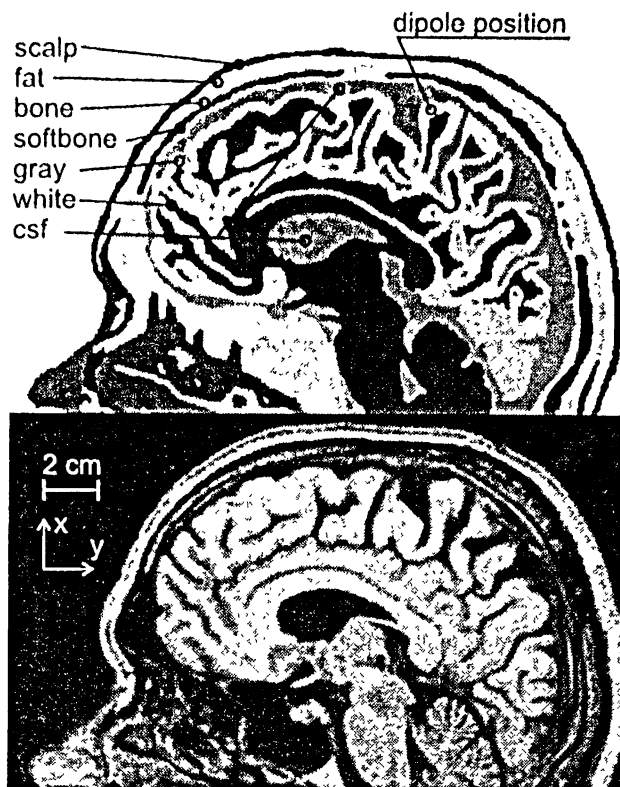 dipole position
scalp
fat
bone
softbone
gray
white
csf
2 cm
x
y